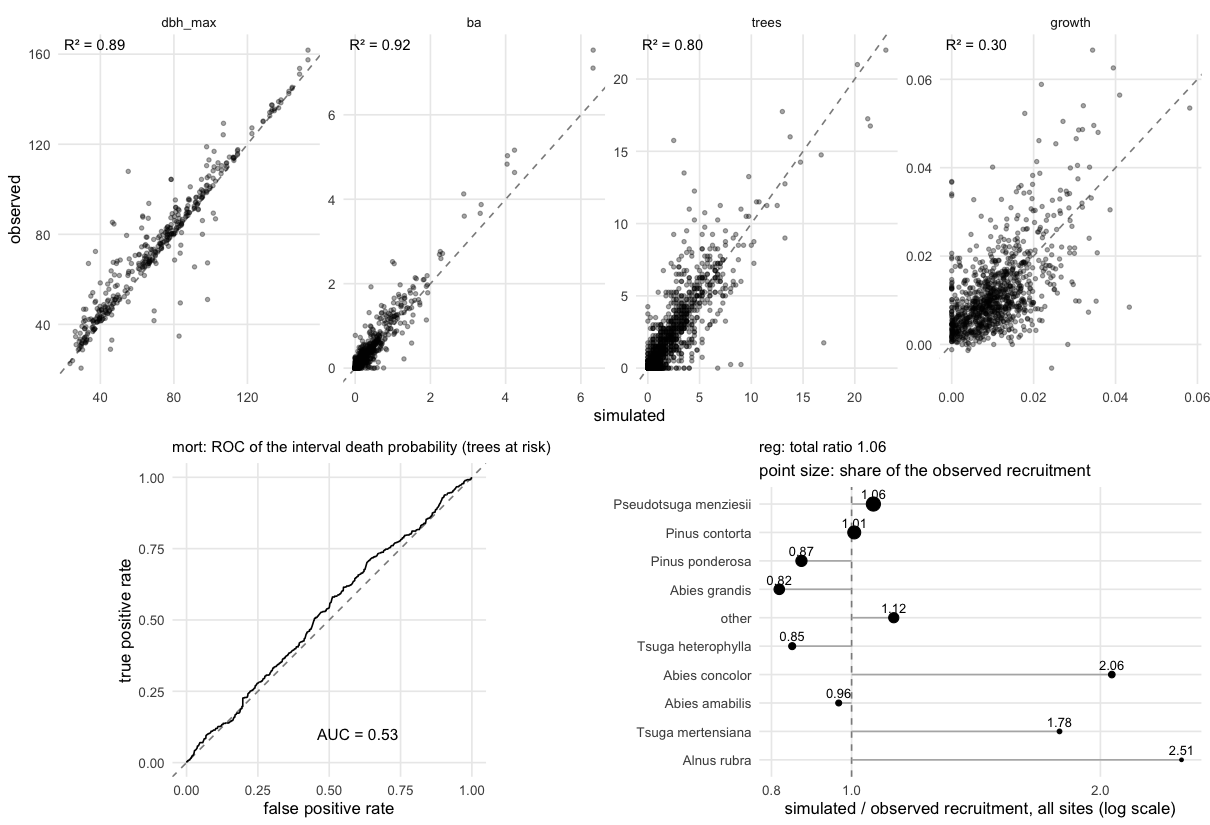 dbh_max ba trees growth
R² = 0.89 R² = 0.92 R² = 0.80 R² = 0.30
160
120
80
40
6
4
2
0
20
15
10
5
0
0.06
0.04
0.02
0.00
observed
40 80 120 0 2 4 6 0 5 10 15 20 0.00 0.02 0.04 0.06
simulated
mort: ROC of the interval death probability (trees at risk)
1.00
0.75
0.50
0.25
0.00
true positive rate
AUC = 0.53
0.00 0.25 0.50 0.75 1.00
false positive rate
reg: total ratio 1.06
point size: share of the observed recruitment
Pseudotsuga menziesii 1.06
Pinus contorta 1.01
Pinus ponderosa 0.87
Abies grandis 0.82
other 1.12
Tsuga heterophylla 0.85
Abies concolor 2.06
Abies amabilis 0.96
Tsuga mertensiana 1.78
Alnus rubra 2.51
0.8 1.0 2.0
simulated / observed recruitment, all sites (log scale)